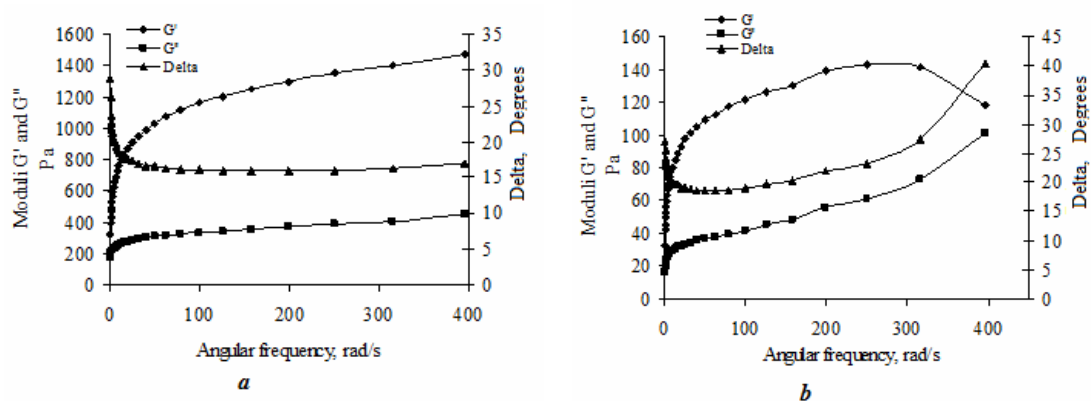 G'
G"
Delta
1600
1400
1200
1000
800
600
400
200
0
Moduli G' and G"
Pa
35
30
25
20
15
10
5
0
Delta, Degrees
0 100 200 300 400
Angular frequency, rad/s
a
G'
G"
Delta
160
140
120
100
80
60
40
20
0
Moduli G' and G"
Pa
45
40
35
30
25
20
15
10
5
0
Delta, Degrees
0 100 200 300 400
Angular frequency, rad/s
b